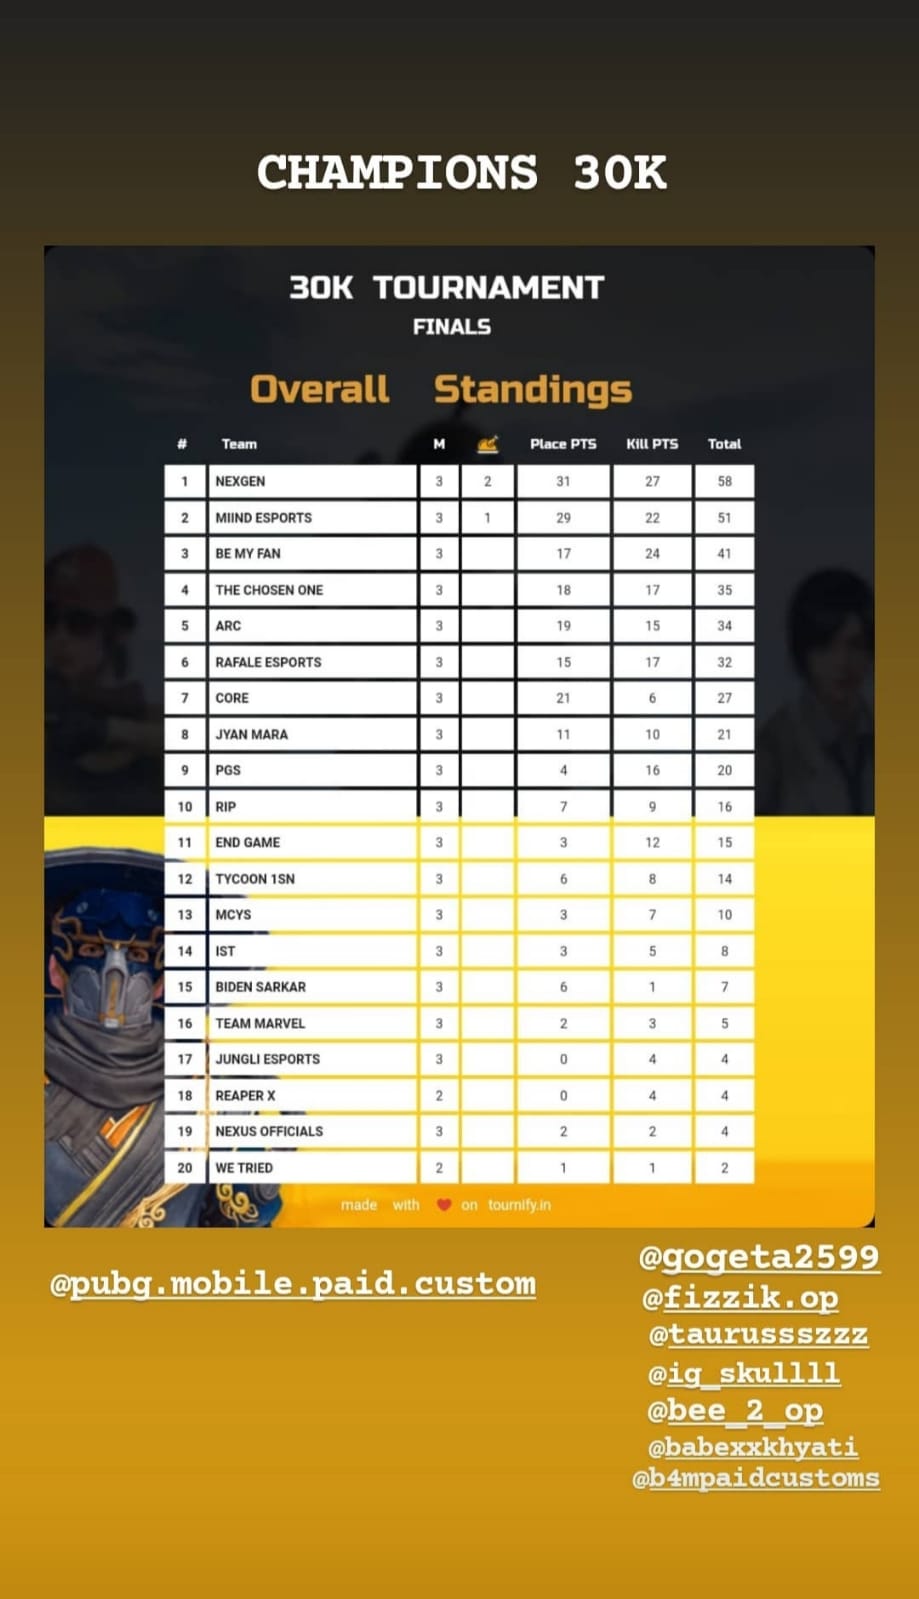 CHAMPIONS 30K
30K TOURNAMENT
FINALS
Overall Standings
# Team M Place PTS Kill PTS Total
1 NEXGEN 3 2 31 27 58
2 MIIND ESPORTS 3 1 29 22 51
3 BE MY FAN 3 17 24 41
4 THE CHOSEN ONE 3 18 17 35
5 ARC 3 19 15 34
6 RAFALE ESPORTS 3 15 17 32
7 CORE 3 21 6 27
8 JYAN MARA 3 11 10 21
9 PGS 3 4 16 20
10 RIP 3 7 9 16
11 END GAME 3 3 12 15
12 TYCOON 1SN 3 6 8 14
13 MCYS 3 3 7 10
14 IST 3 3 5 8
15 BIDEN SARKAR 3 6 1 7
16 TEAM MARVEL 3 2 3 5
17 JUNGLI ESPORTS 3 0 4 4
18 REAPER X 2 0 4 4
19 NEXUS OFFICIALS 3 2 2 4
20 WE TRIED 2 1 1 2
made with ❤ on tournify.in
@pubg.mobile.paid.custom
@gogeta2599
@fizzik.op
@taurussszzz
@ig_skullll
@bee_2_op
@babexxkhyati
@b4mpaidcustoms